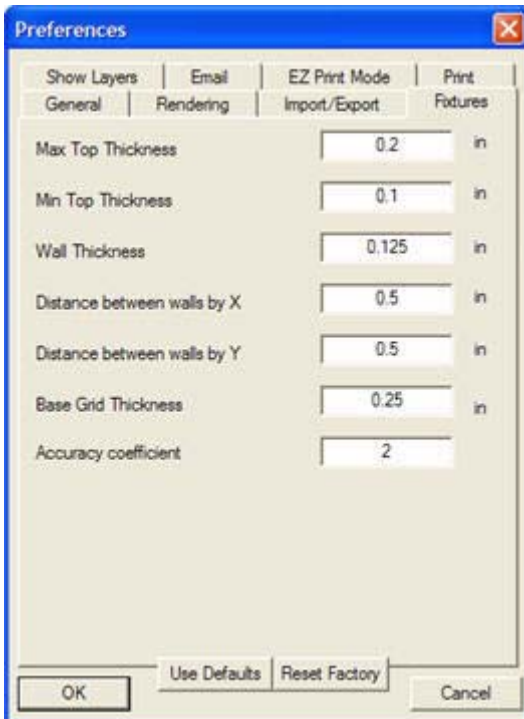 Preferences
Show Layers Email EZ Print Mode Print
General Rendering Import/Export Fixtures
Max Top Thickness 0.2 in
Min Top Thickness 0.1 in
Wall Thickness 0.125 in
Distance between walls by X 0.5 in
Distance between walls by Y 0.5 in
Base Grid Thickness 0.25 in
Accuracy coefficient 2
Use Defaults Reset Factory
OK Cancel